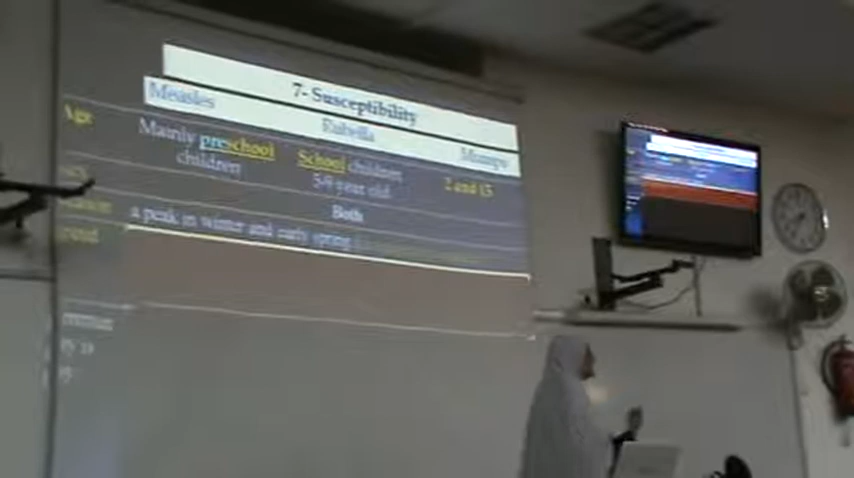 7- Susceptibility
Measles Rubella Mumps
Age Mainly preschool children School children 5-9 year old 2 and 15
Both
a peak in winter and early spring